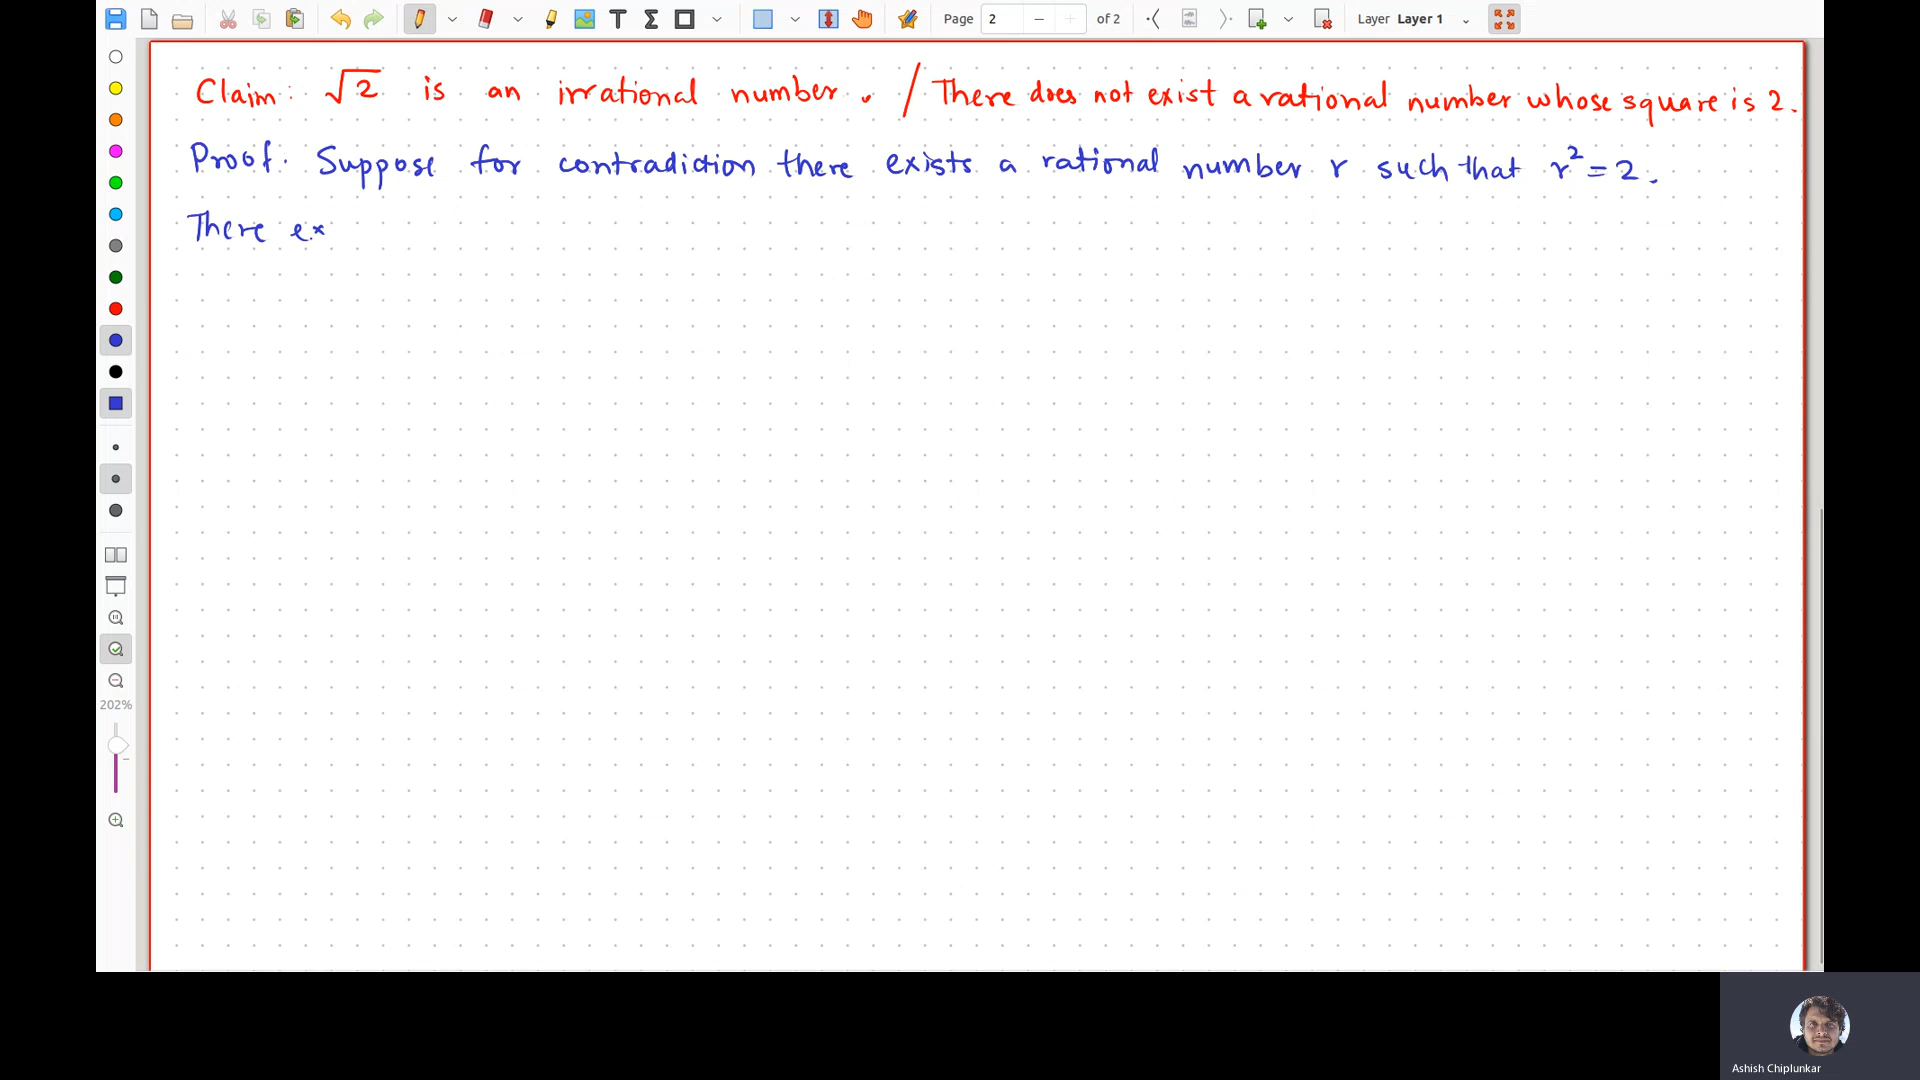 Page 2 of 2 Layer Layer 1
Claim: √2 is an irrational number. / There does not exist a rational number whose square is 2.
Proof: Suppose for contradiction there exists a rational number r such that r² = 2.
There ex
202%
Ashish Chiplunkar